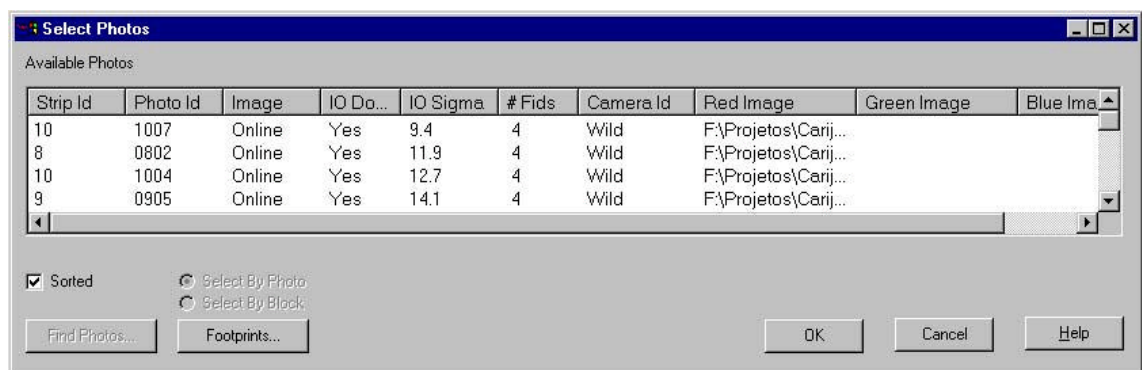 Select Photos
Available Photos
Strip Id Photo Id Image IO Do... IO Sigma # Fids Camera Id Red Image Green Image Blue Ima
10 1007 Online Yes 9.4 4 Wild F:\Projetos\Carij...
8 0802 Online Yes 11.9 4 Wild F:\Projetos\Carij...
10 1004 Online Yes 12.7 4 Wild F:\Projetos\Carij...
9 0905 Online Yes 14.1 4 Wild F:\Projetos\Carij...
Sorted Select By Photo
Select By Block
Find Photos... Footprints... OK Cancel Help